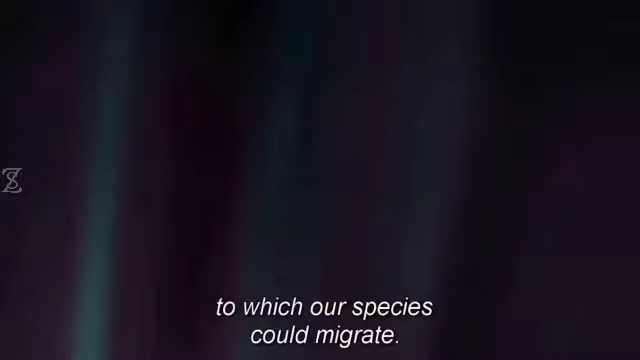 to which our species
could migrate.